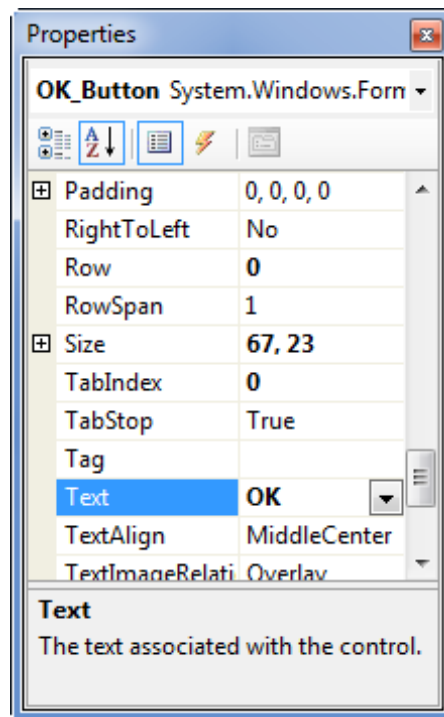 Properties
OK_Button System.Windows.Form
A
Z
Padding 0, 0, 0, 0
RightToLeft No
Row 0
RowSpan 1
Size 67, 23
TabIndex 0
TabStop True
Tag
Text OK
TextAlign MiddleCenter
TextImageRelati Overlay
Text
The text associated with the control.